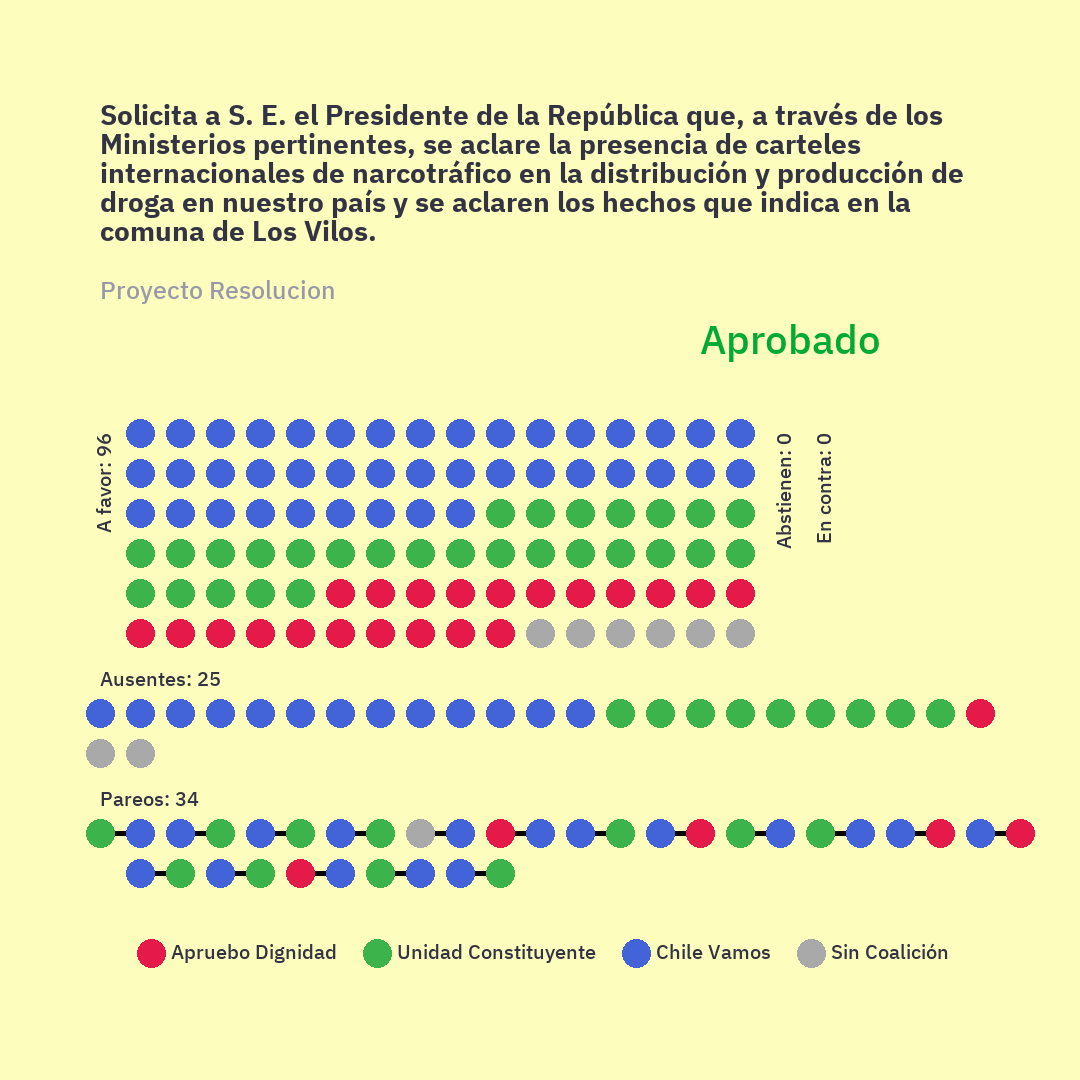 Solicita a S. E. el Presidente de la República que, a través de los
Ministerios pertinentes, se aclare la presencia de carteles
internacionales de narcotráfico en la distribución y producción de
droga en nuestro país y se aclaren los hechos que indica en la
comuna de Los Vilos.
Proyecto Resolucion
Aprobado
A favor: 96
Abstienen: 0
En contra: 0
Ausentes: 25
Pareos: 34
Apruebo Dignidad
Unidad Constituyente
Chile Vamos
Sin Coalición